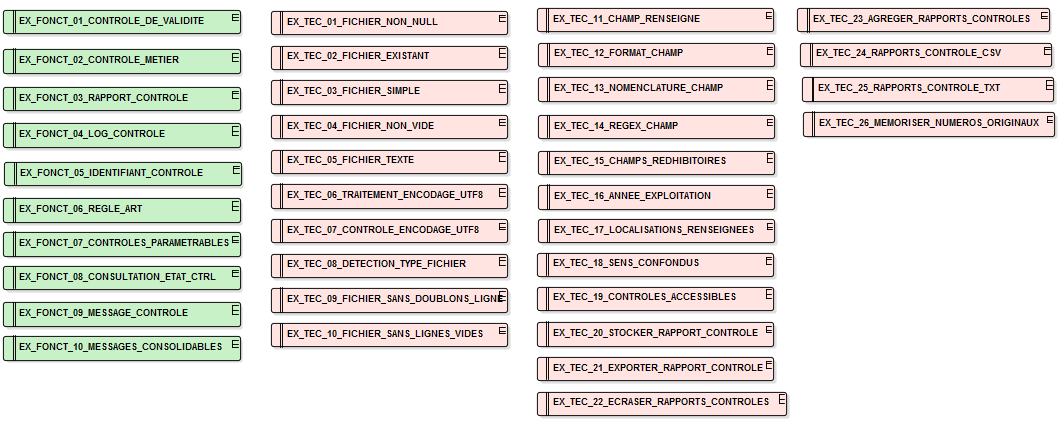 EX_FONCT_01_CONTROLE_DE_VALIDITE
EX_FONCT_02_CONTROLE_METIER
EX_FONCT_03_RAPPORT_CONTROLE
EX_FONCT_04_LOG_CONTROLE
EX_FONCT_05_IDENTIFIANT_CONTROLE
EX_FONCT_06_REGLE_ART
EX_FONCT_07_CONTROLES_PARAMETRABLES
EX_FONCT_08_CONSULTATION_ETAT_CTRL
EX_FONCT_09_MESSAGE_CONTROLE
EX_FONCT_10_MESSAGES_CONSOLIDABLES
EX_TEC_01_FICHIER_NON_NULL
EX_TEC_02_FICHIER_EXISTANT
EX_TEC_03_FICHIER_SIMPLE
EX_TEC_04_FICHIER_NON_VIDE
EX_TEC_05_FICHIER_TEXTE
EX_TEC_06_TRAITEMENT_ENCODAGE_UTF8
EX_TEC_07_CONTROLE_ENCODAGE_UTF8
EX_TEC_08_DETECTION_TYPE_FICHIER
EX_TEC_09_FICHIER_SANS_DOUBLONS_LIGNE
EX_TEC_10_FICHIER_SANS_LIGNES_VIDES
EX_TEC_11_CHAMP_RENSEIGNE
EX_TEC_12_FORMAT_CHAMP
EX_TEC_13_NOMENCLATURE_CHAMP
EX_TEC_14_REGEX_CHAMP
EX_TEC_15_CHAMPS_REDHIBITOIRES
EX_TEC_16_ANNEE_EXPLOITATION
EX_TEC_17_LOCALISATIONS_RENSEIGNEES
EX_TEC_18_SENS_CONFONDUS
EX_TEC_19_CONTROLES_ACCESSIBLES
EX_TEC_20_STOCKER_RAPPORT_CONTROLE
EX_TEC_21_EXPORTER_RAPPORT_CONTROLE
EX_TEC_22_ECRASER_RAPPORTS_CONTROLES
EX_TEC_23_AGREGER_RAPPORTS_CONTROLES
EX_TEC_24_RAPPORTS_CONTROLE_CSV
EX_TEC_25_RAPPORTS_CONTROLE_TXT
EX_TEC_26_MEMORISER_NUMEROS_ORIGINAUX